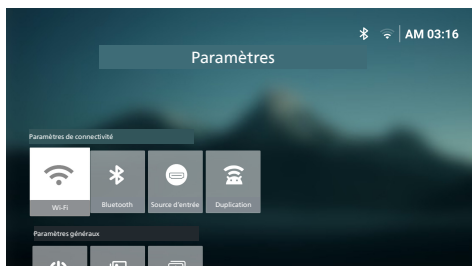 AM 03:16
Paramètres
Paramètres de connectivité
Wi-Fi
Bluetooth
Source d'entrée
Duplication
Paramètres généraux